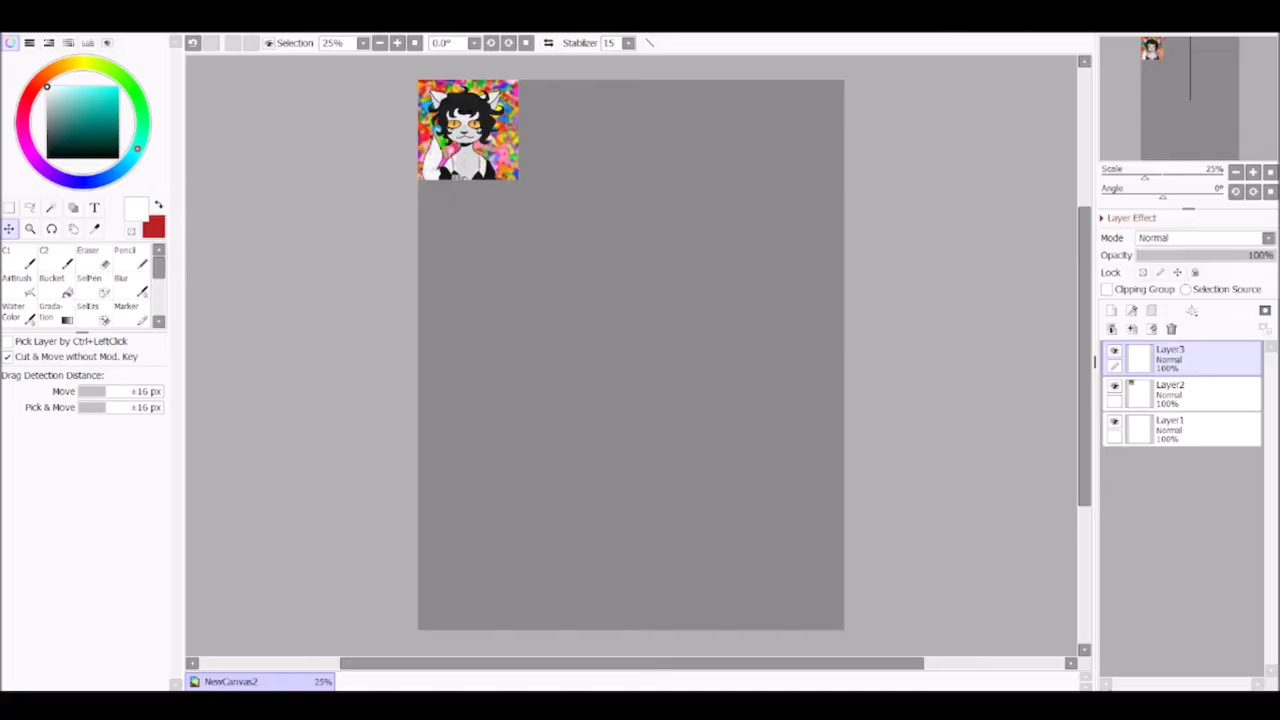 Selection 25% 0.0° Stabilizer 15
T
C1 C2 Eraser Pencil
AirBrush Bucket SelPen Blur
Water Color Grada-tion SelErs Marker
Pick Layer by Ctrl+LeftClick
Cut & Move without Mod. Key
Drag Detection Distance:
Move ±16 px
Pick & Move ±16 px
NewCanvas2 25%
Scale 25%
Angle 0°
Layer Effect
Mode Normal
Opacity 100%
Lock
Clipping Group Selection Source
Layer3
Normal
100%
Layer2
Normal
100%
Layer1
Normal
100%